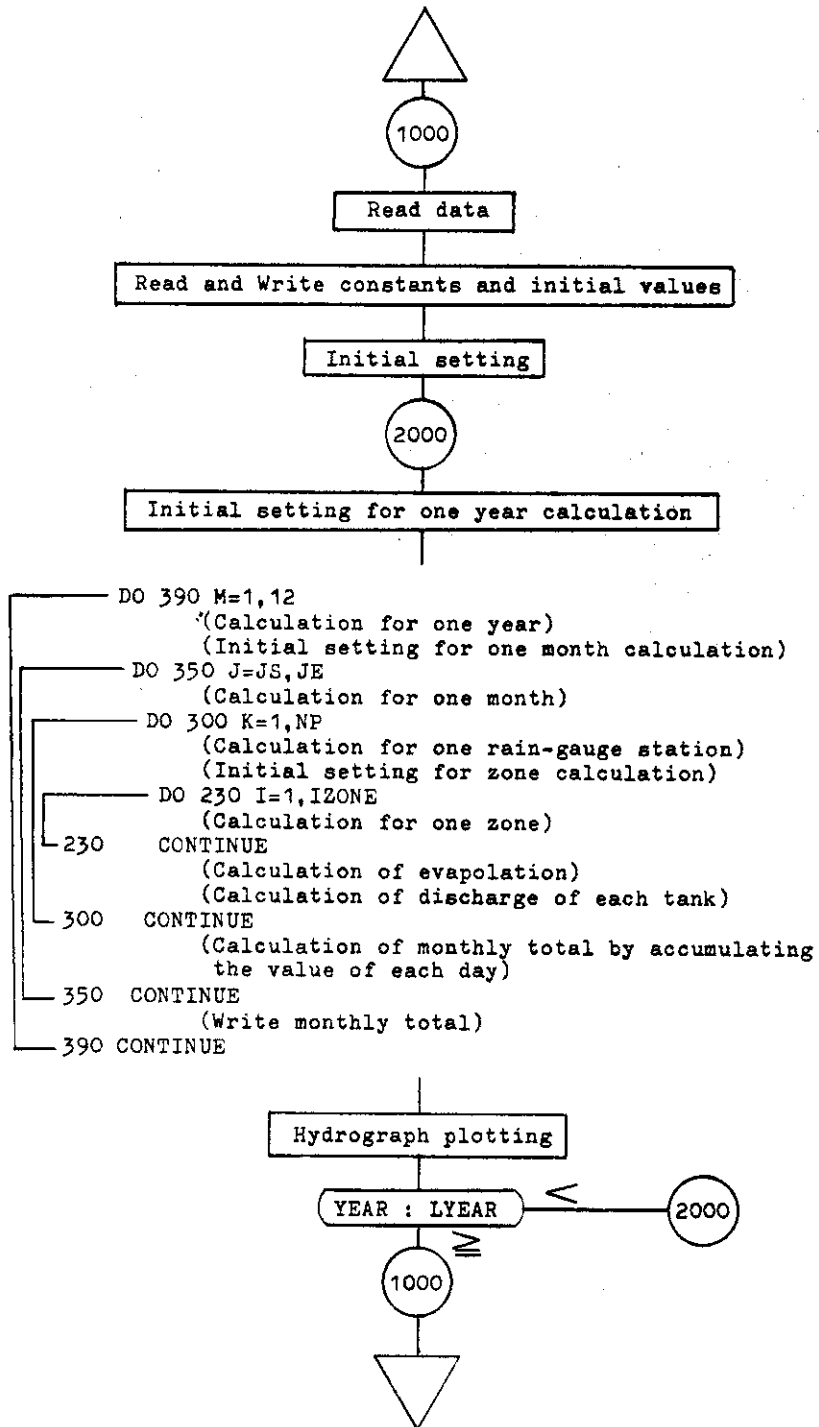 1000
Read data
Read and Write constants and initial values
Initial setting
2000
Initial setting for one year calculation
DO 390 M=1,12
(Calculation for one year)
(Initial setting for one month calculation)
DO 350 J=JS,JE
(Calculation for one month)
DO 300 K=1,NP
(Calculation for one rain-gauge station)
(Initial setting for zone calculation)
DO 230 I=1,IZONE
(Calculation for one zone)
230 CONTINUE
(Calculation of evapolation)
(Calculation of discharge of each tank)
300 CONTINUE
(Calculation of monthly total by accumulating
the value of each day)
350 CONTINUE
(Write monthly total)
390 CONTINUE
Hydrograph plotting
YEAR : LYEAR < 2000
≧
1000